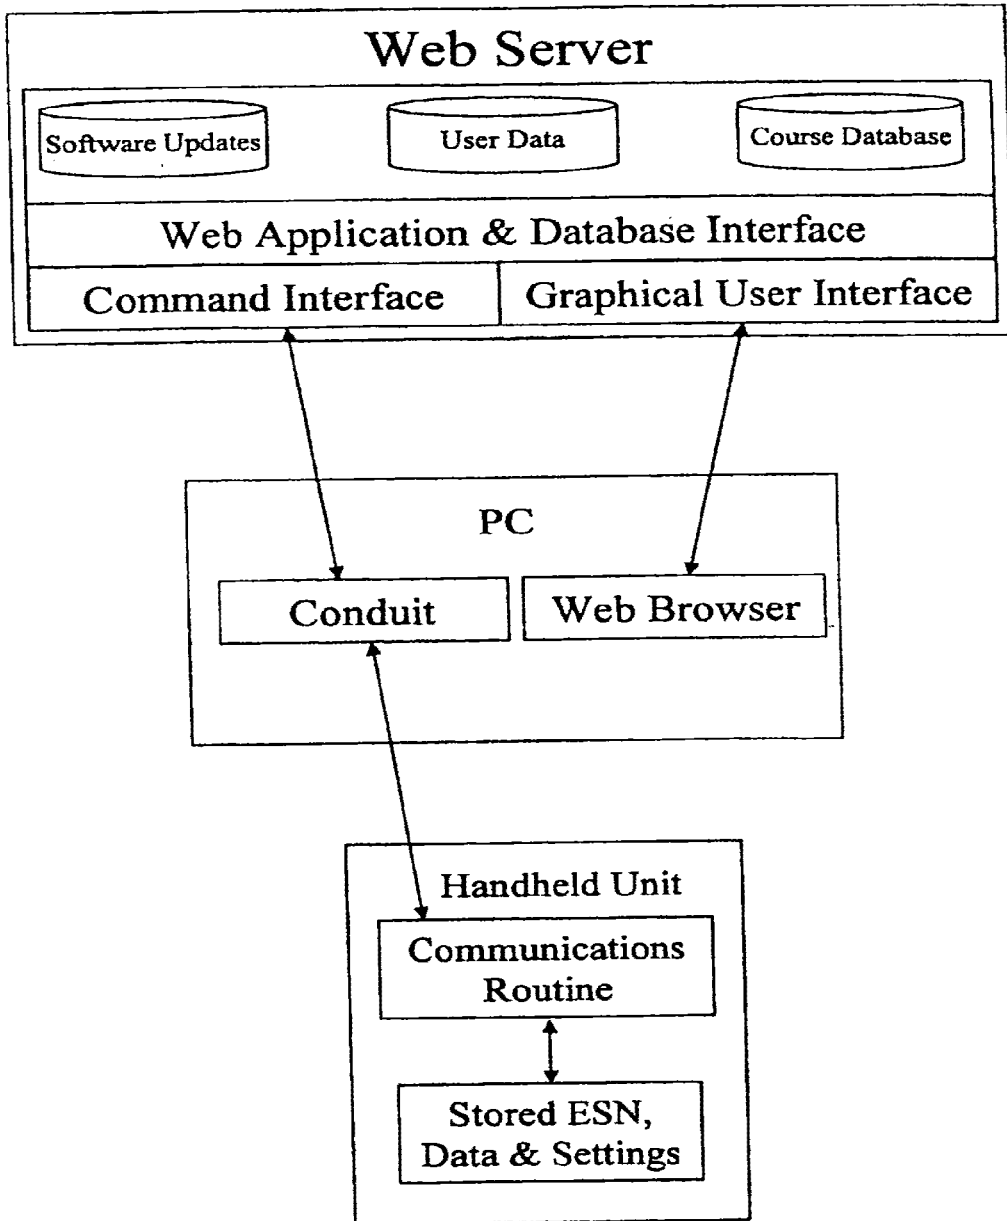 Web Server
Software Updates
User Data
Course Database
Web Application & Database Interface
Command Interface
Graphical User Interface
PC
Conduit
Web Browser
Handheld Unit
Communications
Routine
Stored ESN,
Data & Settings